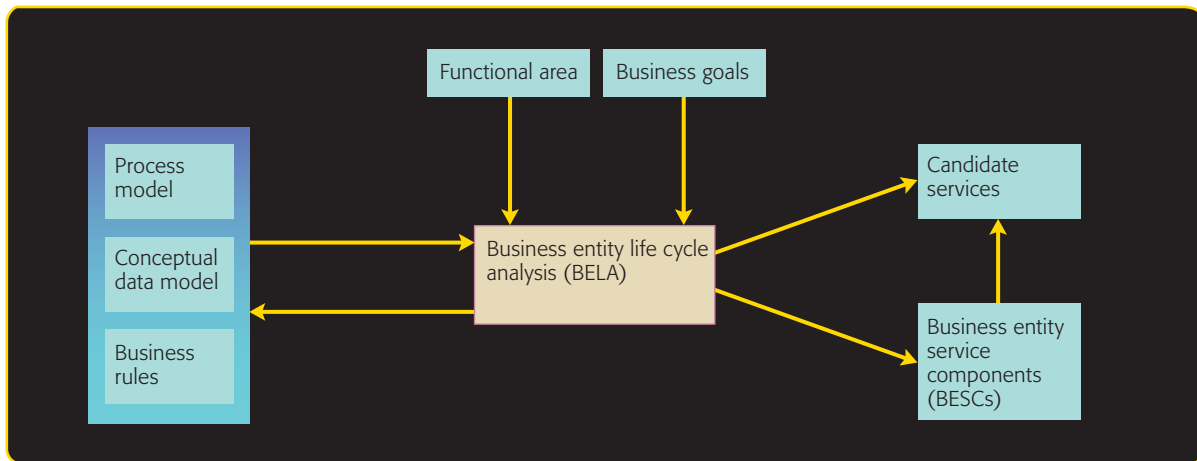 Functional area
Business goals
Process
model
Conceptual
data model
Business
rules
Business entity life cycle
analysis (BELA)
Candidate
services
Business entity
service
components
(BESCs)